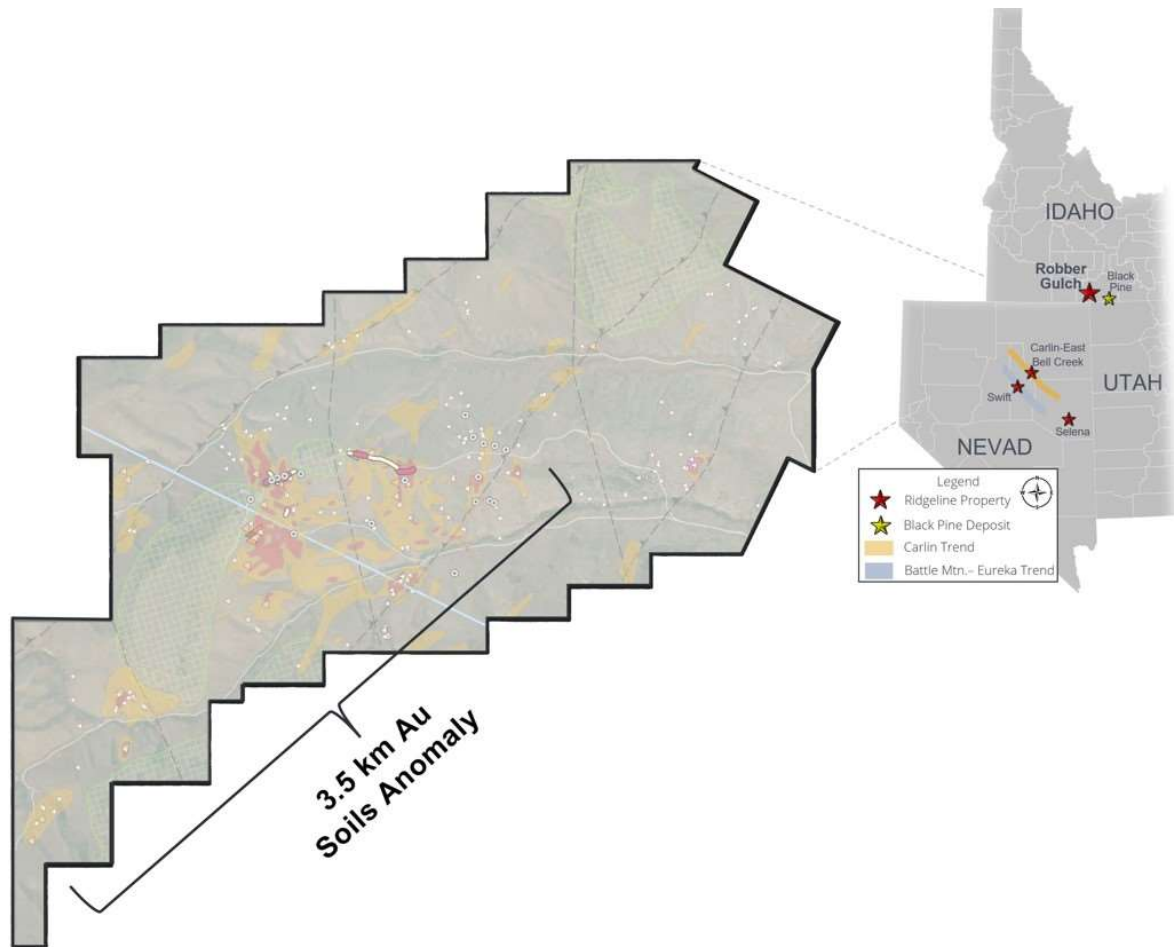 IDAHO
Robber
Gulch
Black
Pine
Carlin-East
Bell Creek
Swift
UTAH
Selena
NEVAD
Legend
Ridgeline Property
Black Pine Deposit
Carlin Trend
Battle Mtn.– Eureka Trend
3.5 km Au
Soils Anomaly